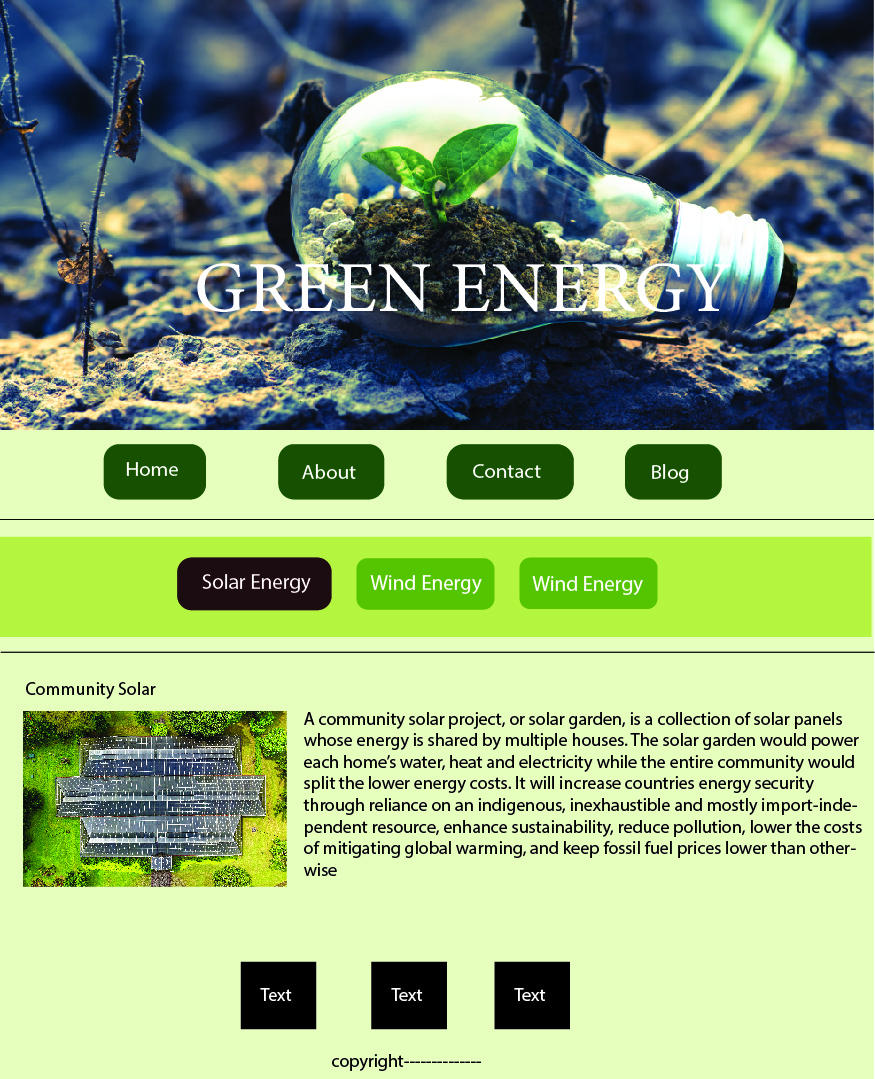 GREEN ENERGY
Home
About
Contact
Blog
Solar Energy
Wind Energy
Wind Energy
Community Solar
A community solar project, or solar garden, is a collection of solar panels
whose energy is shared by multiple houses. The solar garden would power
each home’s water, heat and electricity while the entire community would
split the lower energy costs. It will increase countries energy security
through reliance on an indigenous, inexhaustible and mostly import-inde-
pendent resource, enhance sustainability, reduce pollution, lower the costs
of mitigating global warming, and keep fossil fuel prices lower than other-
wise
Text
Text
Text
copyright--------------